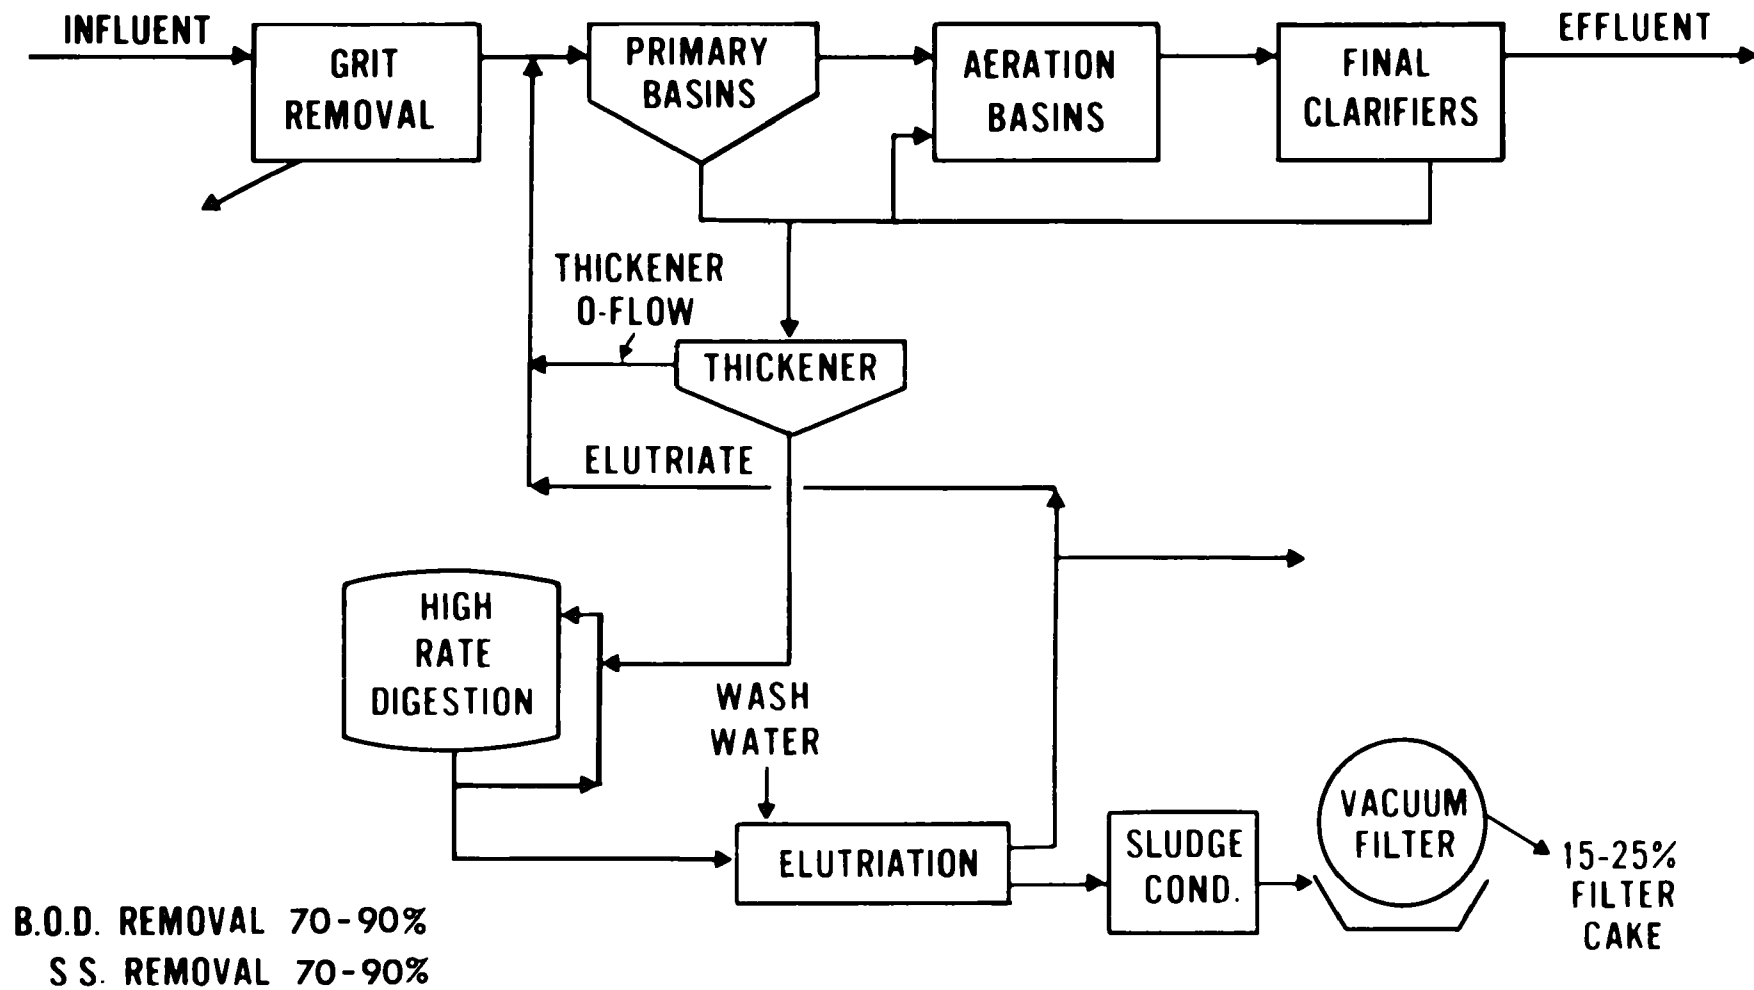 INFLUENT
GRIT
REMOVAL
PRIMARY
BASINS
AERATION
BASINS
FINAL
CLARIFIERS
EFFLUENT
THICKENER
O-FLOW
THICKENER
ELUTRIATE
HIGH
RATE
DIGESTION
WASH
WATER
ELUTRIATION
SLUDGE
COND.
VACUUM
FILTER
15-25%
FILTER
CAKE
B.O.D. REMOVAL 70-90%
S S. REMOVAL 70-90%